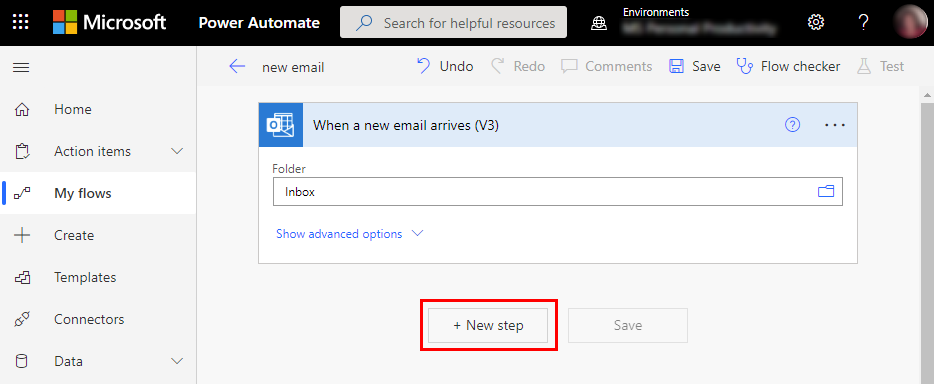 Microsoft Power Automate Search for helpful resources Environments ?
new email Undo Redo Comments Save Flow checker Test
Home
Action items
My flows
Create
Templates
Connectors
Data
When a new email arrives (V3) ? ...
Folder
Inbox
Show advanced options
+ New step Save